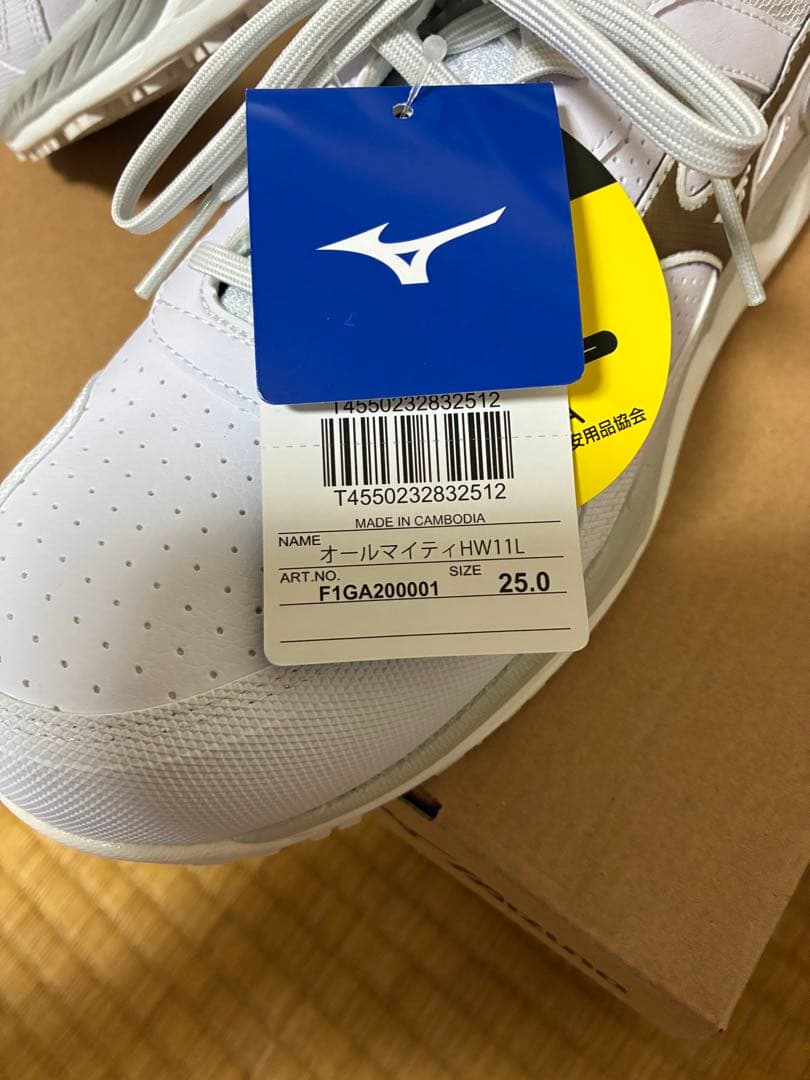 T4550232832512
T4550232832512
MADE IN CAMBODIA
NAME オールマイティHW11L
ART.NO. F1GA200001 SIZE 25.0
安用品協会
MIZUNO